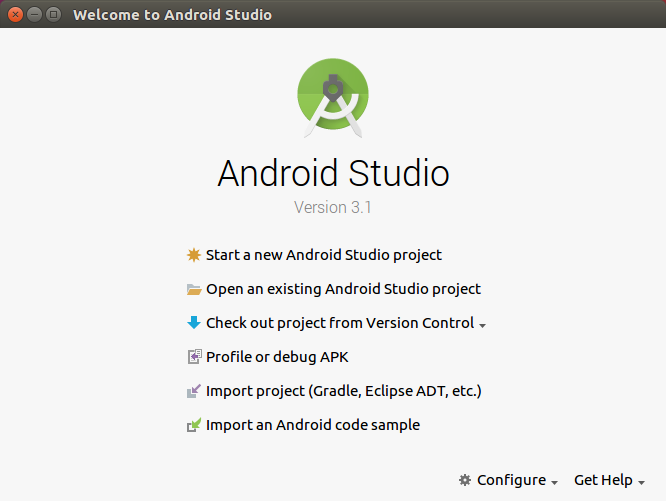 Welcome to Android Studio
Android Studio
Version 3.1
Start a new Android Studio project
Open an existing Android Studio project
Check out project from Version Control
Profile or debug APK
Import project (Gradle, Eclipse ADT, etc.)
Import an Android code sample
Configure Get Help